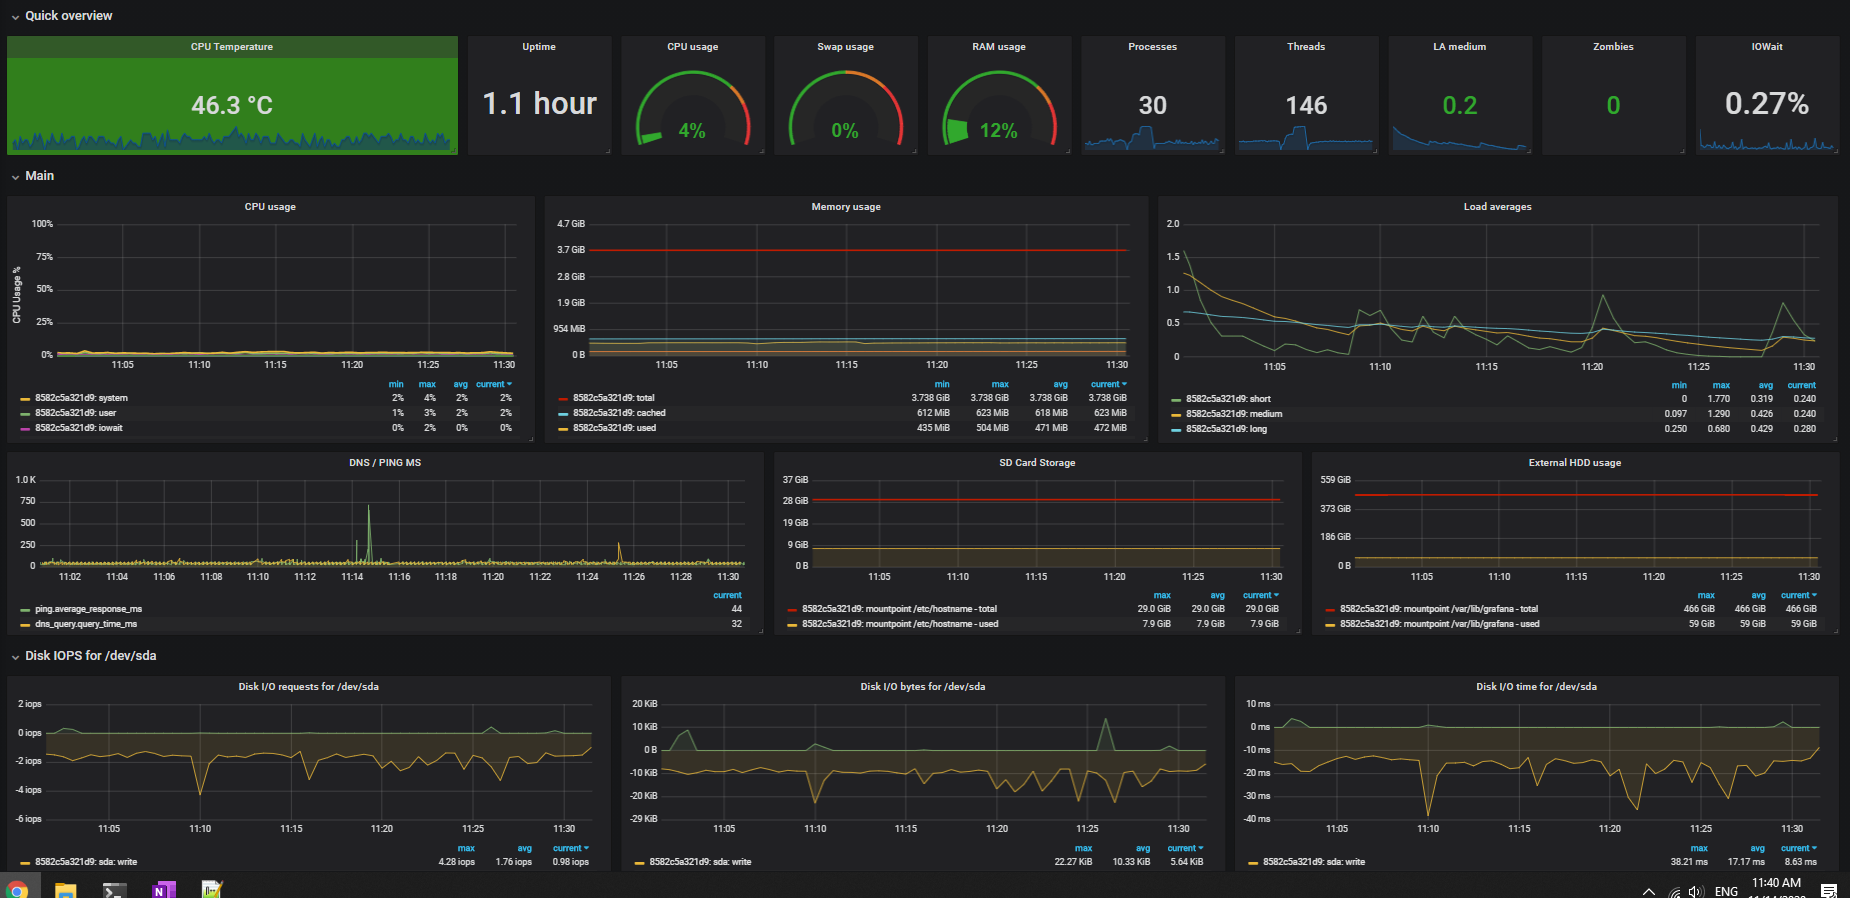 Quick overview
CPU Temperature
46.3 °C
Uptime
1.1 hour
CPU usage
4%
Swap usage
0%
RAM usage
12%
Processes
30
Threads
146
LA medium
0.2
Zombies
0
IOWait
0.27%
Main
CPU usage
CPU Usage %
100%
75%
50%
25%
0%
11:05 11:10 11:15 11:20 11:25 11:30
min max avg current
8582c5a321d9: system 2% 4% 2% 2%
8582c5a321d9: user 1% 3% 2% 2%
8582c5a321d9: iowait 0% 2% 0% 0%
Memory usage
4.7 GiB
3.7 GiB
2.8 GiB
1.9 GiB
954 MiB
0 B
11:05 11:10 11:15 11:20 11:25 11:30
min max avg current
8582c5a321d9: total 3.738 GiB 3.738 GiB 3.738 GiB 3.738 GiB
8582c5a321d9: cached 612 MiB 623 MiB 618 MiB 623 MiB
8582c5a321d9: used 435 MiB 504 MiB 471 MiB 472 MiB
Load averages
2.0
1.5
1.0
0.5
0
11:05 11:10 11:15 11:20 11:25 11:30
min max avg current
8582c5a321d9: short 0 1.770 0.319 0.240
8582c5a321d9: medium 0.097 1.290 0.426 0.240
8582c5a321d9: long 0.250 0.680 0.429 0.280
DNS / PING MS
1.0 K
750
500
250
0
11:02 11:04 11:06 11:08 11:10 11:12 11:14 11:16 11:18 11:20 11:22 11:24 11:26 11:28 11:30
current
ping.average_response_ms 44
dns_query.query_time_ms 32
SD Card Storage
37 GiB
28 GiB
19 GiB
9 GiB
0 B
11:05 11:10 11:15 11:20 11:25 11:30
max avg current
8582c5a321d9: mountpoint /etc/hostname - total 29.0 GiB 29.0 GiB 29.0 GiB
8582c5a321d9: mountpoint /etc/hostname - used 7.9 GiB 7.9 GiB 7.9 GiB
External HDD usage
559 GiB
373 GiB
186 GiB
0 B
11:05 11:10 11:15 11:20 11:25 11:30
max avg current
8582c5a321d9: mountpoint /var/lib/grafana - total 466 GiB 466 GiB 466 GiB
8582c5a321d9: mountpoint /var/lib/grafana - used 59 GiB 59 GiB 59 GiB
Disk IOPS for /dev/sda
Disk I/O requests for /dev/sda
2 iops
0 iops
-2 iops
-4 iops
-6 iops
11:05 11:10 11:15 11:20 11:25 11:30
max avg current
8582c5a321d9: sda: write 4.28 iops 1.76 iops 0.98 iops
Disk I/O bytes for /dev/sda
20 KiB
10 KiB
0 B
-10 KiB
-20 KiB
-29 KiB
11:05 11:10 11:15 11:20 11:25 11:30
max avg current
8582c5a321d9: sda: write 22.27 KiB 10.33 KiB 5.64 KiB
Disk I/O time for /dev/sda
10 ms
0 ms
-10 ms
-20 ms
-30 ms
-40 ms
11:05 11:10 11:15 11:20 11:25 11:30
max avg current
8582c5a321d9: sda: write 38.21 ms 17.17 ms 8.63 ms
N
ENG
11:40 AM